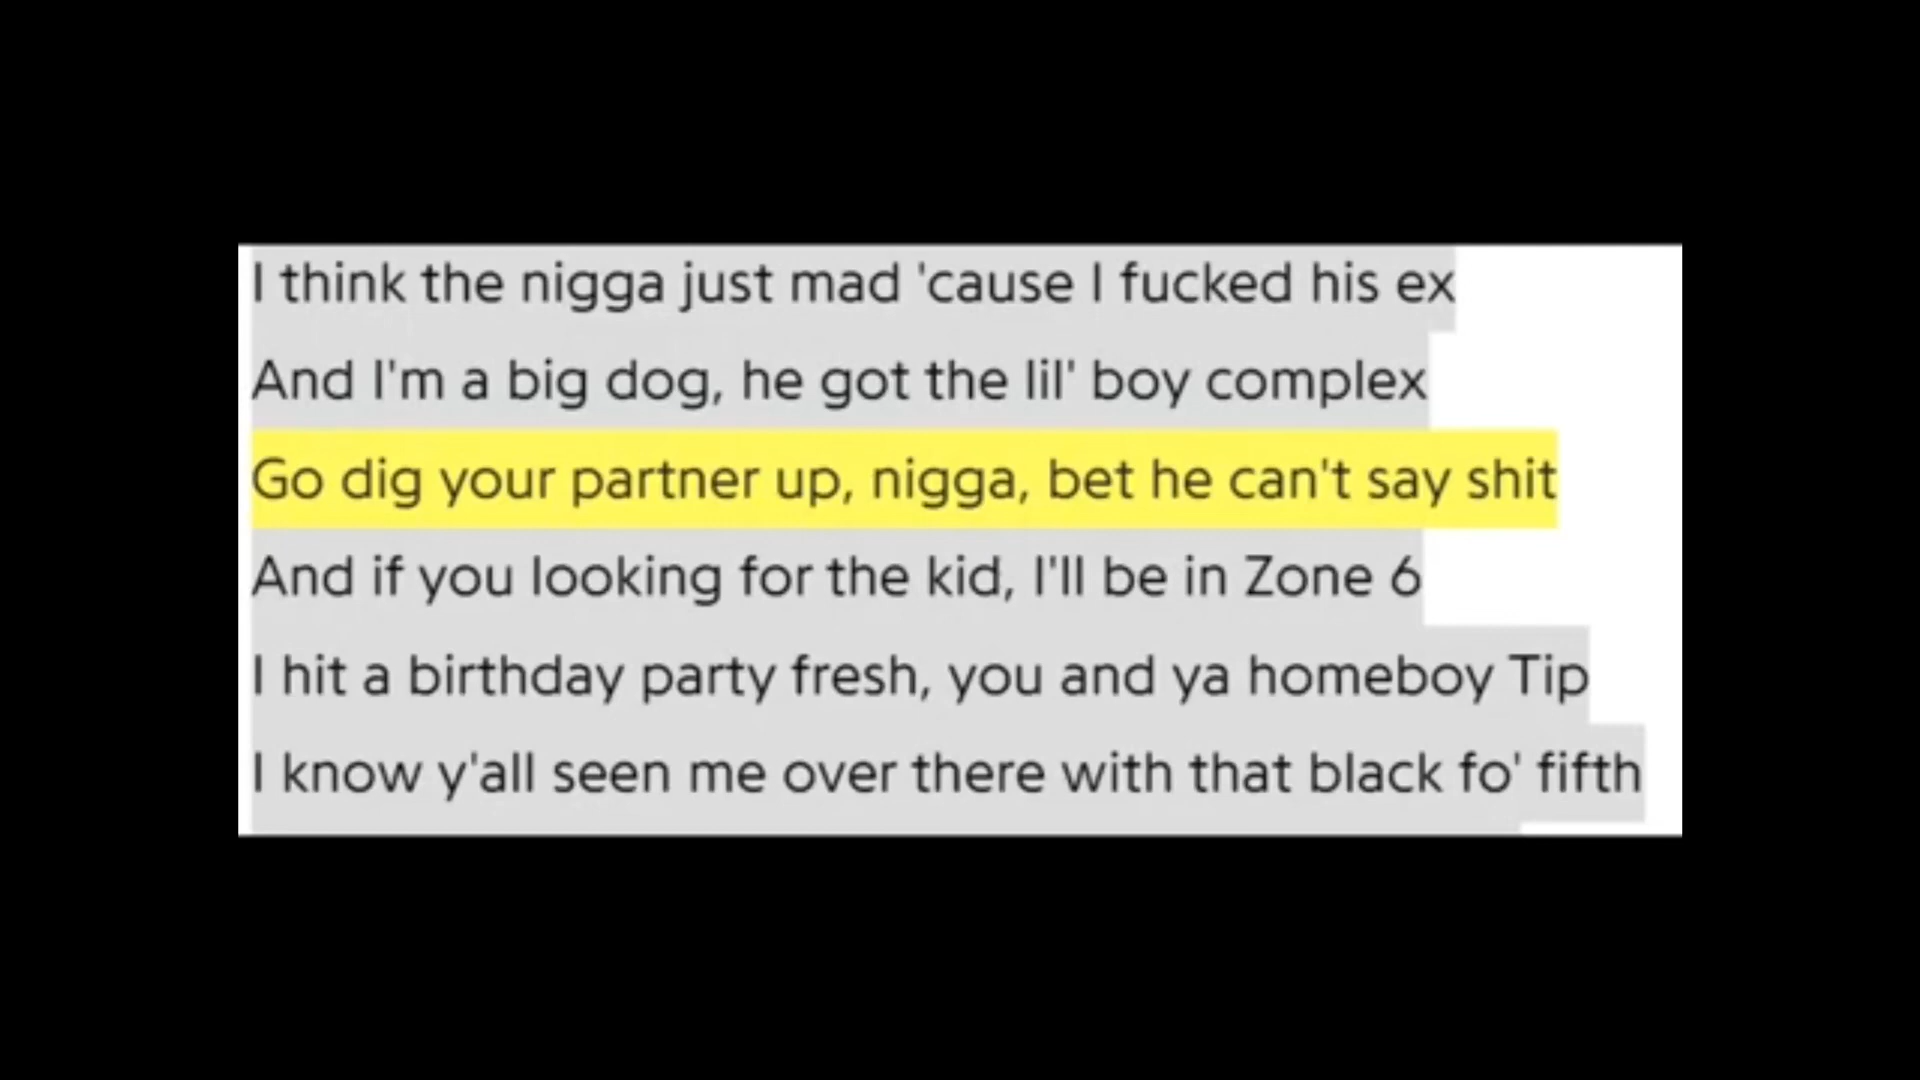 I think the nigga just mad 'cause I fucked his ex
And I'm a big dog, he got the lil' boy complex
Go dig your partner up, nigga, bet he can't say shit
And if you looking for the kid, I'll be in Zone 6
I hit a birthday party fresh, you and ya homeboy Tip
I know y'all seen me over there with that black fo' fifth